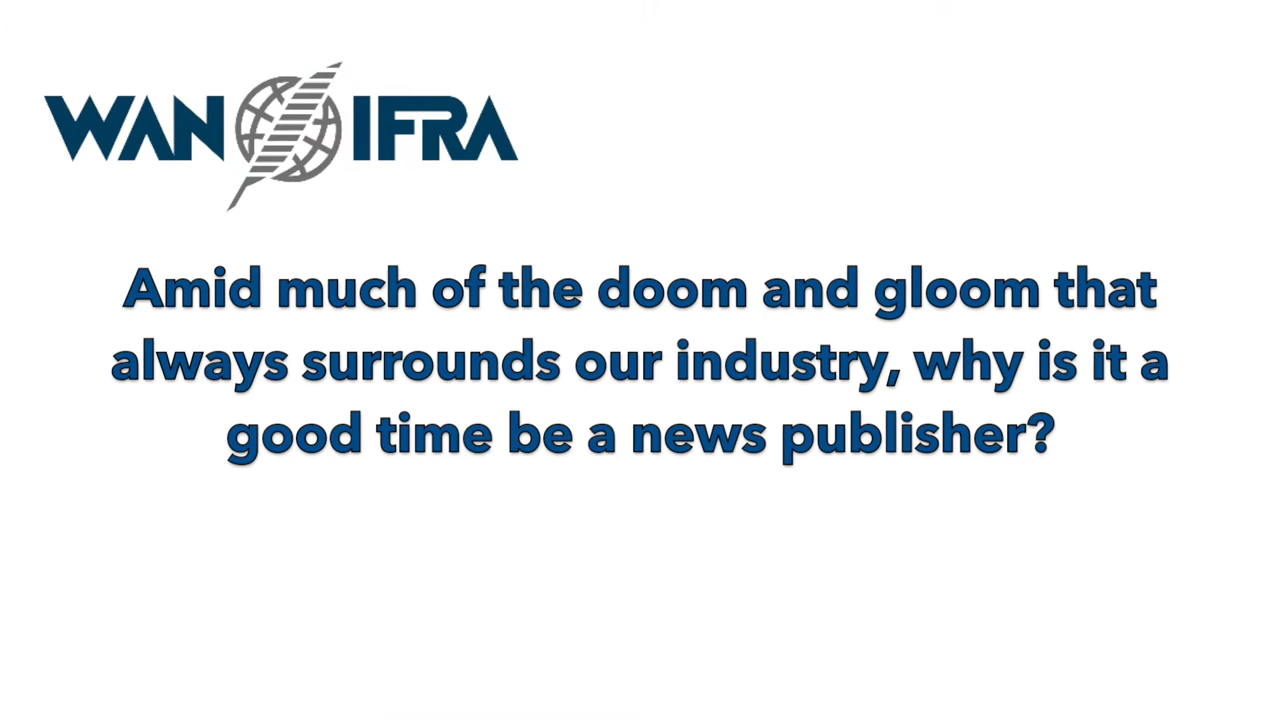 WAN IFRA
Amid much of the doom and gloom that
always surrounds our industry, why is it a
good time be a news publisher?